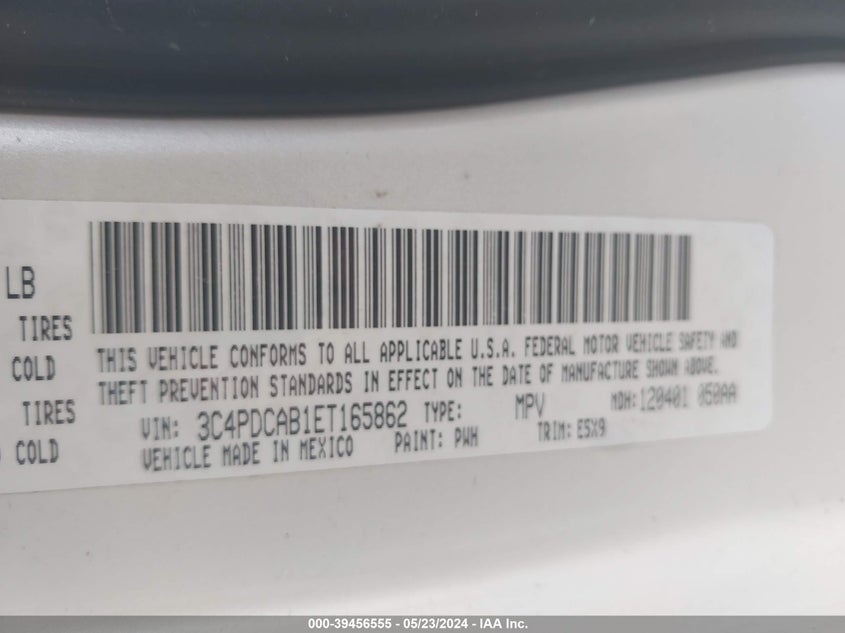 LB
TIRES
COLD
TIRES
COLD
THIS VEHICLE CONFORMS TO ALL APPLICABLE U.S.A. FEDERAL MOTOR VEHICLE SAFETY AND
THEFT PREVENTION STANDARDS IN EFFECT ON THE DATE OF MANUFACTURE SHOWN ABOVE.
VIN: 3C4PDCAB1ET165862 TYPE: MPV MDH:120401 050AA
VEHICLE MADE IN MEXICO PAINT: PWH TRIM: E5X9
000-39456555 - 05/23/2024 - IAA Inc.